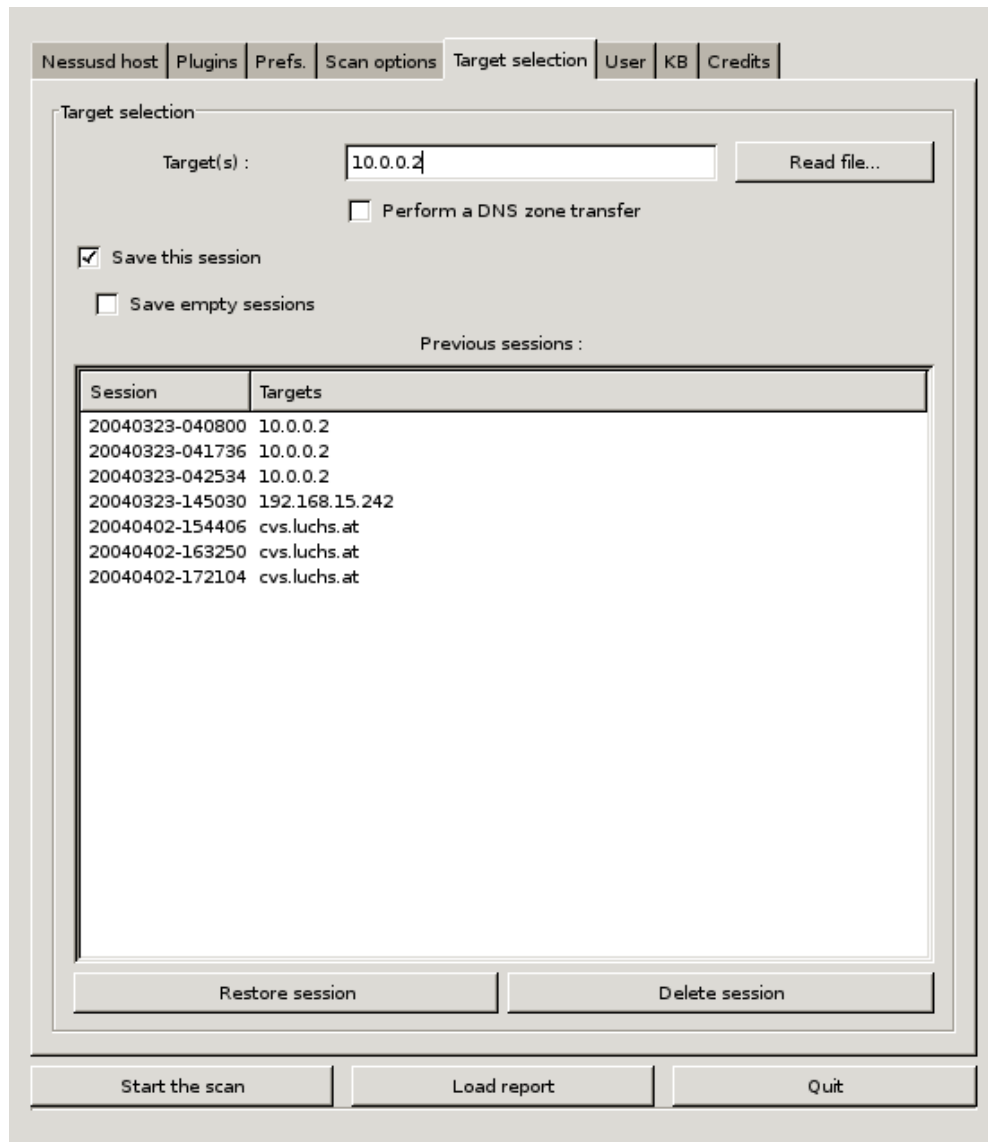 Nessusd host Plugins Prefs. Scan options Target selection User KB Credits
Target selection
Target(s) : 10.0.0.2 Read file...
Perform a DNS zone transfer
Save this session
Save empty sessions
Previous sessions :
Session Targets
20040323-040800 10.0.0.2
20040323-041736 10.0.0.2
20040323-042534 10.0.0.2
20040323-145030 192.168.15.242
20040402-154406 cvs.luchs.at
20040402-163250 cvs.luchs.at
20040402-172104 cvs.luchs.at
Restore session Delete session
Start the scan Load report Quit